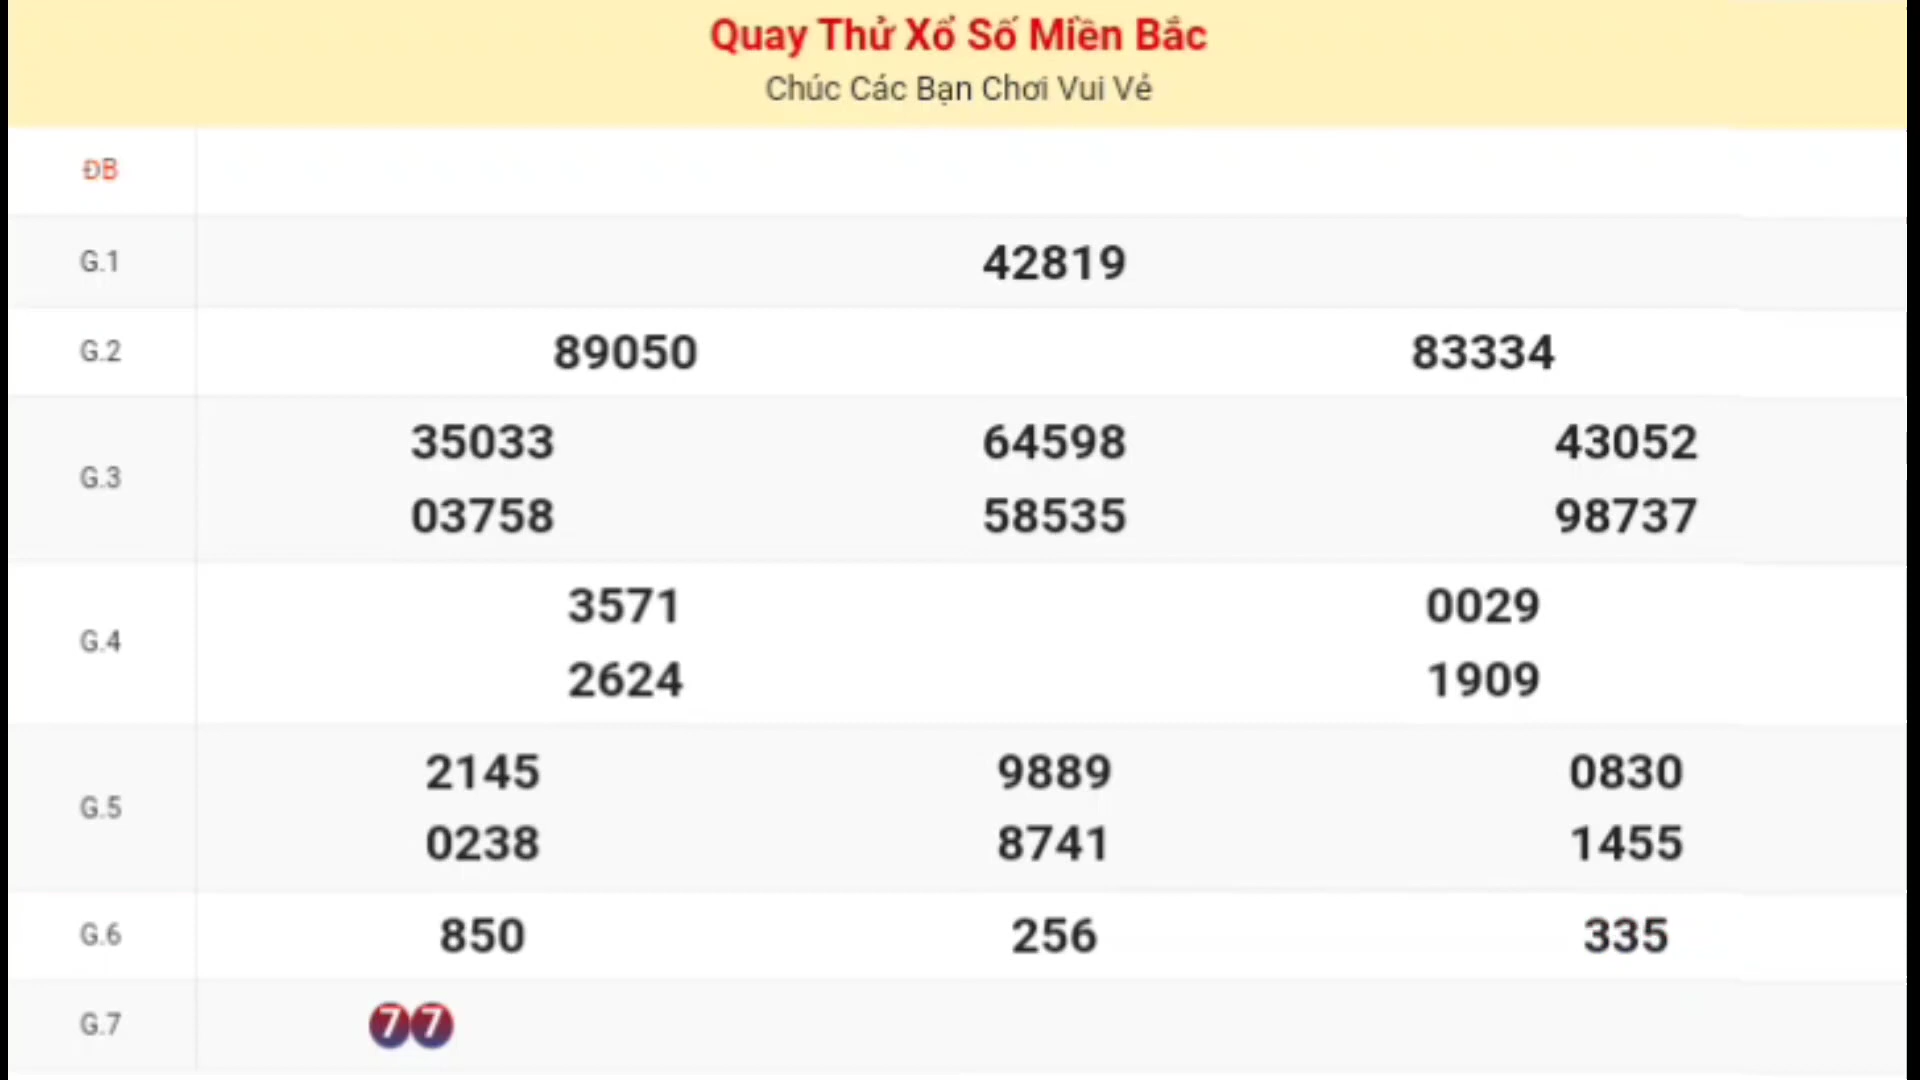 Quay Thử Xổ Số Miền Bắc
Chúc Các Bạn Chơi Vui Vẻ
ĐB
G.1 42819
G.2 89050 83334
G.3 35033 64598 43052
03758 58535 98737
G.4 3571 0029
2624 1909
G.5 2145 9889 0830
0238 8741 1455
G.6 850 256 335
G.7 77